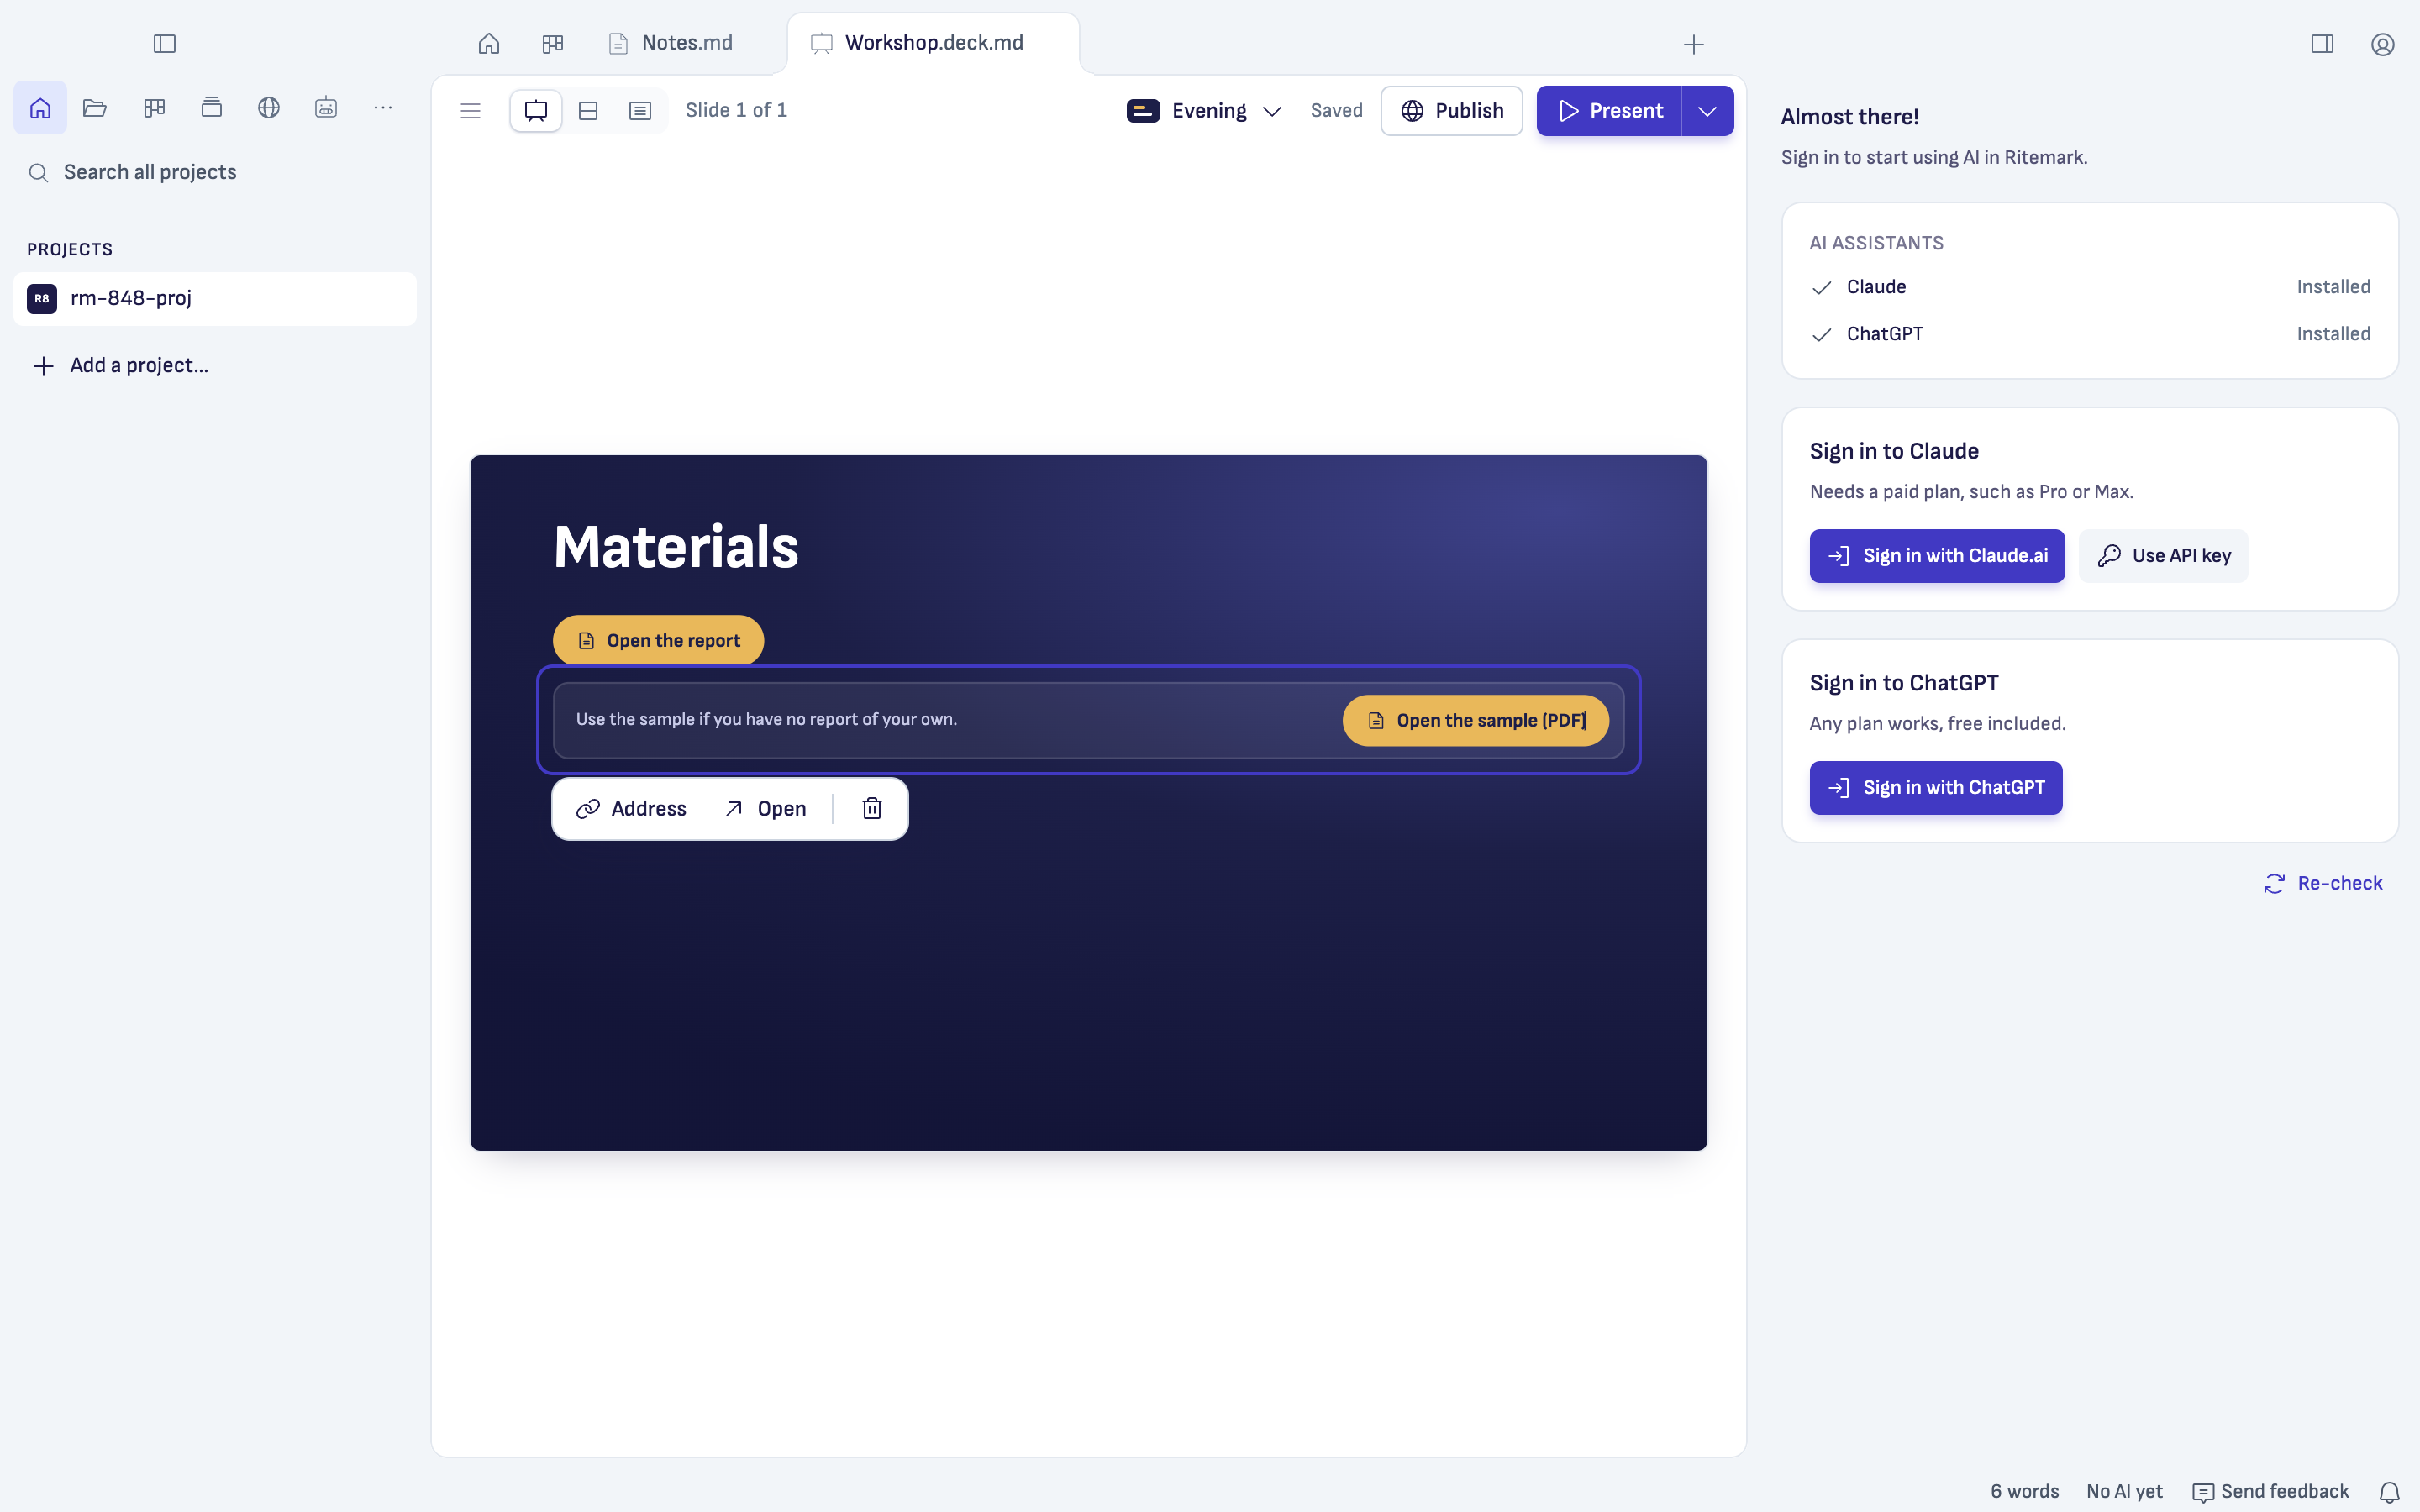 Notes.md
Workshop.deck.md
Slide 1 of 1
Evening
Saved
Publish
Present
Search all projects
PROJECTS
R8
rm-848-proj
Add a project...
Materials
Open the report
Use the sample if you have no report of your own.
Open the sample (PDF)
Address
Open
Almost there!
Sign in to start using AI in Ritemark.
AI ASSISTANTS
Claude
Installed
ChatGPT
Installed
Sign in to Claude
Needs a paid plan, such as Pro or Max.
Sign in with Claude.ai
Use API key
Sign in to ChatGPT
Any plan works, free included.
Sign in with ChatGPT
Re-check
6 words
No AI yet
Send feedback